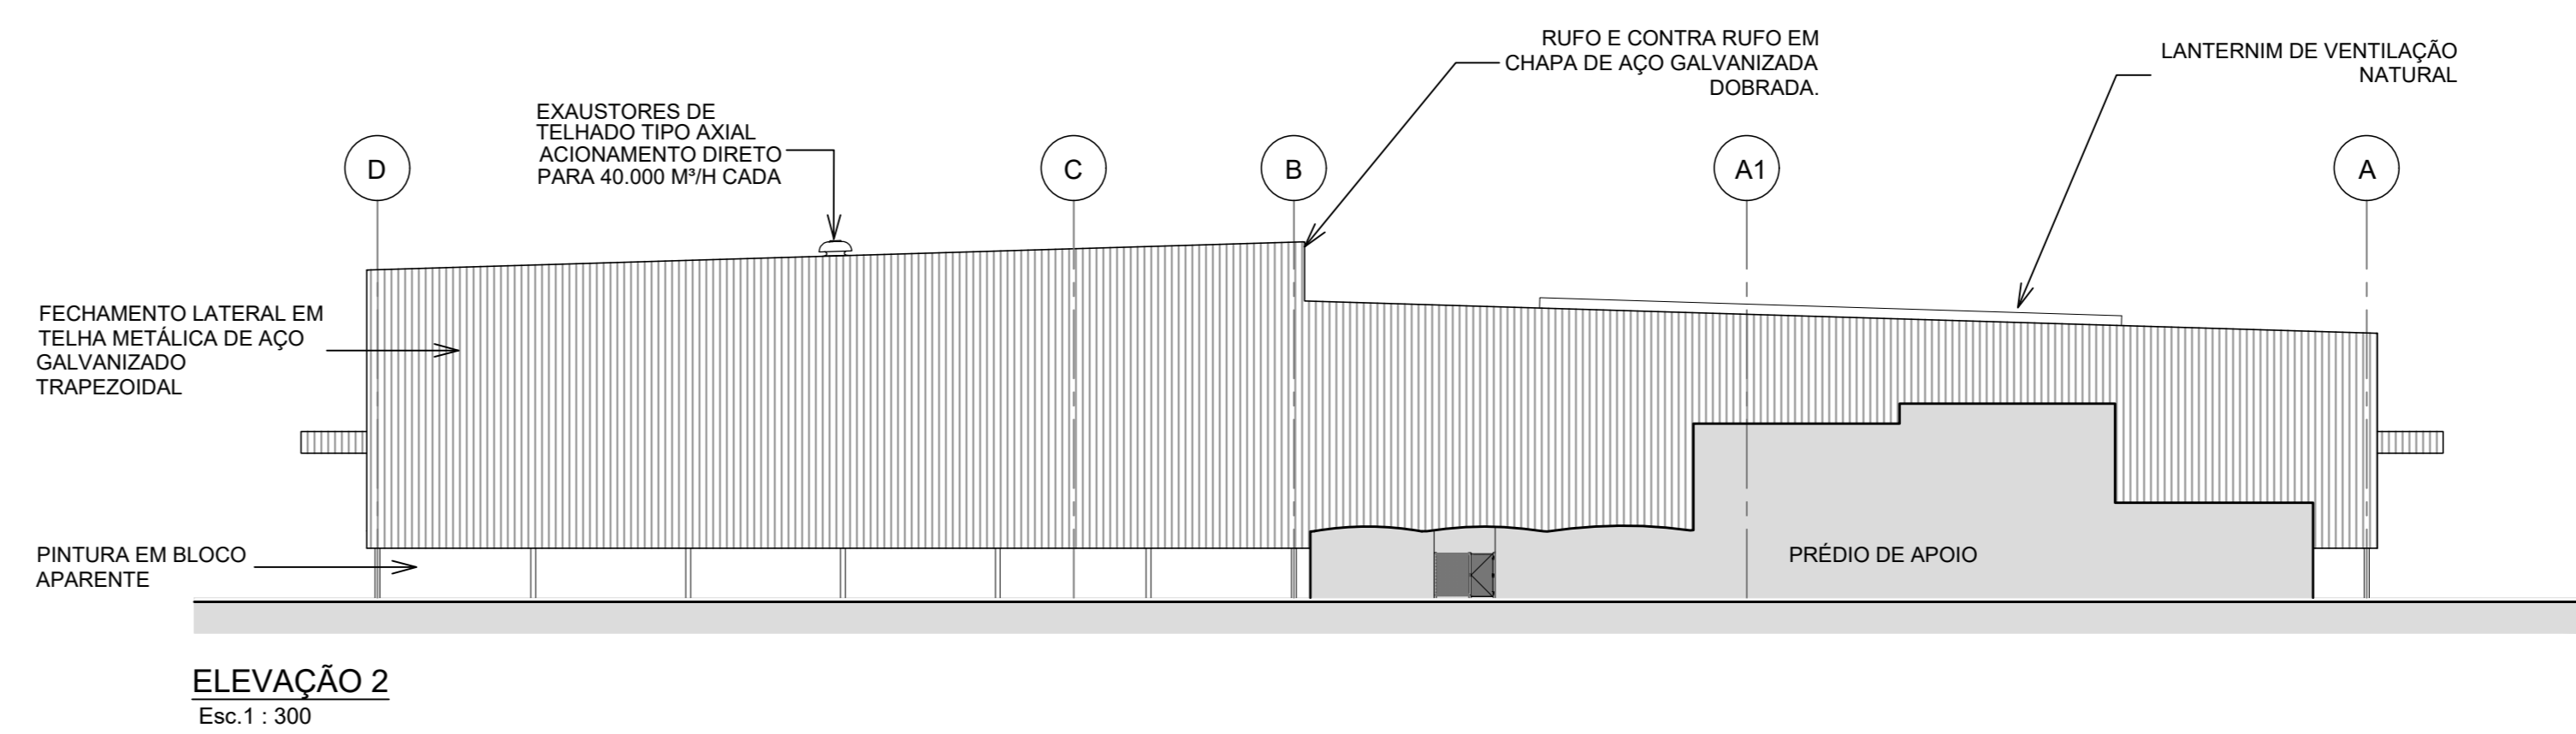 RUFO E CONTRA RUFO EM
CHAPA DE AÇO GALVANIZADA
DOBRADA.
LANTERNIM DE VENTILAÇÃO
NATURAL
EXAUSTORES DE
TELHADO TIPO AXIAL
ACIONAMENTO DIRETO
PARA 40.000 M³/H CADA
D
C
B
A1
A
FECHAMENTO LATERAL EM
TELHA METÁLICA DE AÇO
GALVANIZADO
TRAPEZOIDAL
PINTURA EM BLOCO
APARENTE
PRÉDIO DE APOIO
ELEVAÇÃO 2
Esc.1 : 300